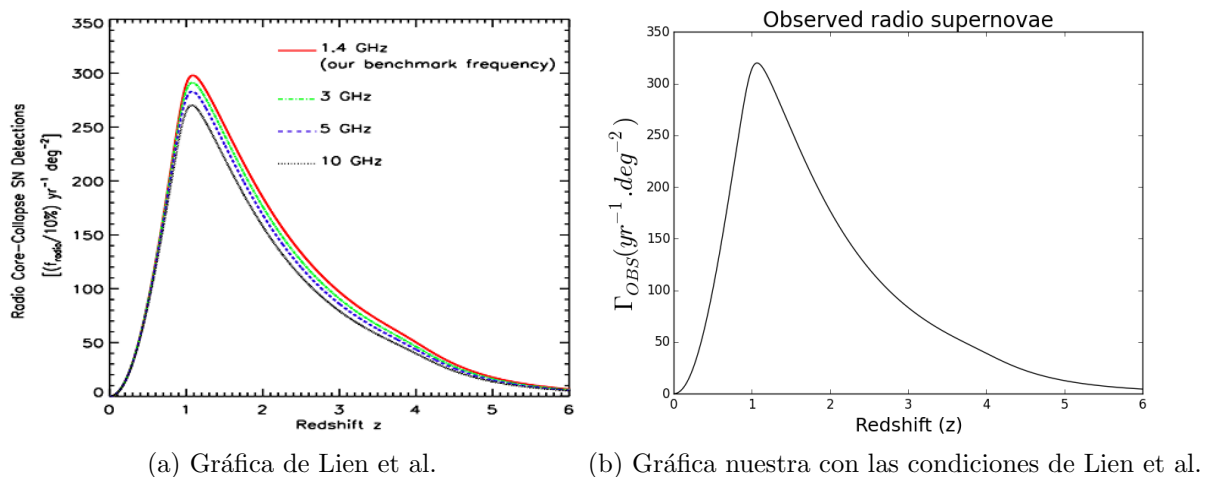 350
300
250
200
150
100
50
0
0 1 2 3 4 5 6
Redshift z
Radio Core-Collapse SN Detections
[(f_radio/10%) yr⁻¹ deg⁻²]
1.4 GHz
(our benchmark frequency)
3 GHz
5 GHz
10 GHz
(a) Gráfica de Lien et al.
Observed radio supernovae
350
300
250
200
150
100
50
0
0 1 2 3 4 5 6
Redshift (z)
Γ_OBS(yr⁻¹.deg⁻²)
(b) Gráfica nuestra con las condiciones de Lien et al.